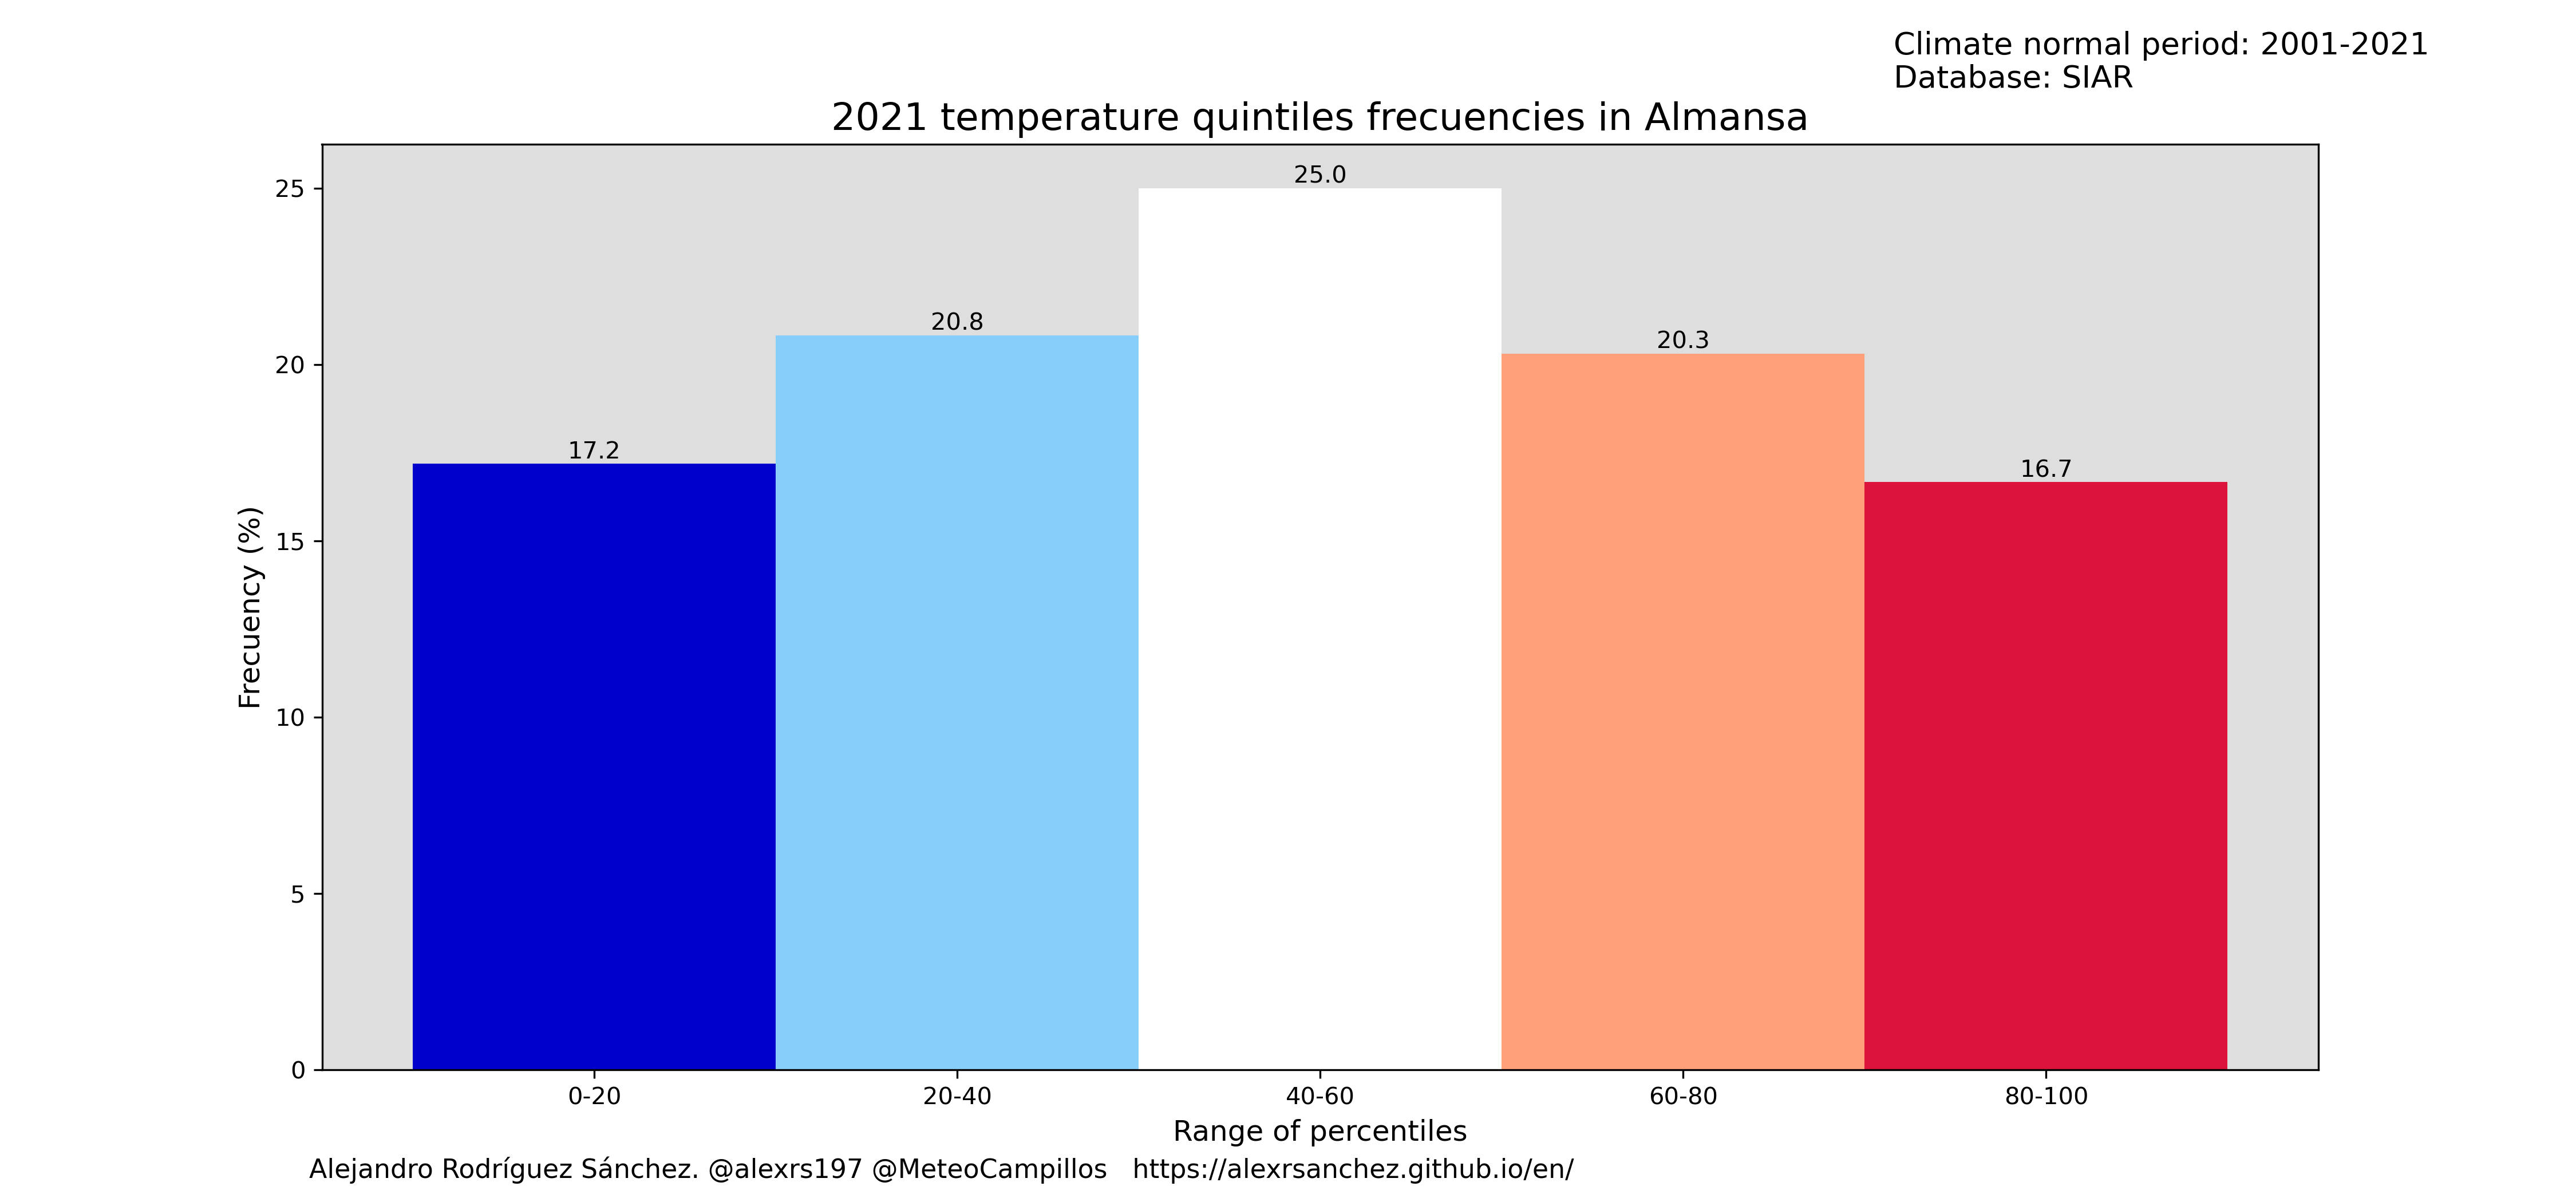 Climate normal period: 2001-2021
Database: SIAR
2021 temperature quintiles frecuencies in Almansa
Frecuency (%)
25
20
15
10
5
0
17.2
20.8
25.0
20.3
16.7
0-20
20-40
40-60
60-80
80-100
Range of percentiles
Alejandro Rodríguez Sánchez. @alexrs197 @MeteoCampillos https://alexrsanchez.github.io/en/